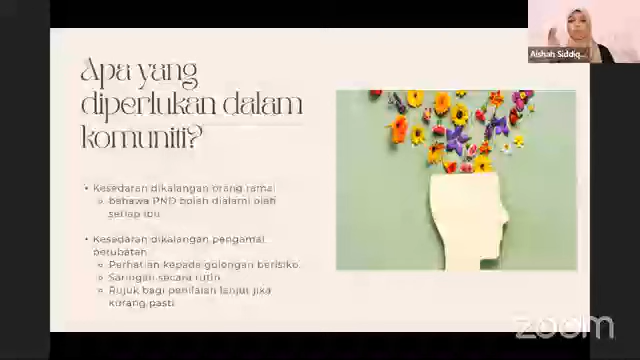 Apa yang
diperlukan dalam
komuniti?
Kesedaran dikalangan orang ramai
bahawa PND boleh dialami oleh
setiap ibu
Kesedaran dikalangan pengamal
perubatan
Perhatian kepada golongan berisiko
Saringan secara rutin
Rujuk bagi penilaian lanjut jika
kurang pasti
Aishah Siddiq...
zoom